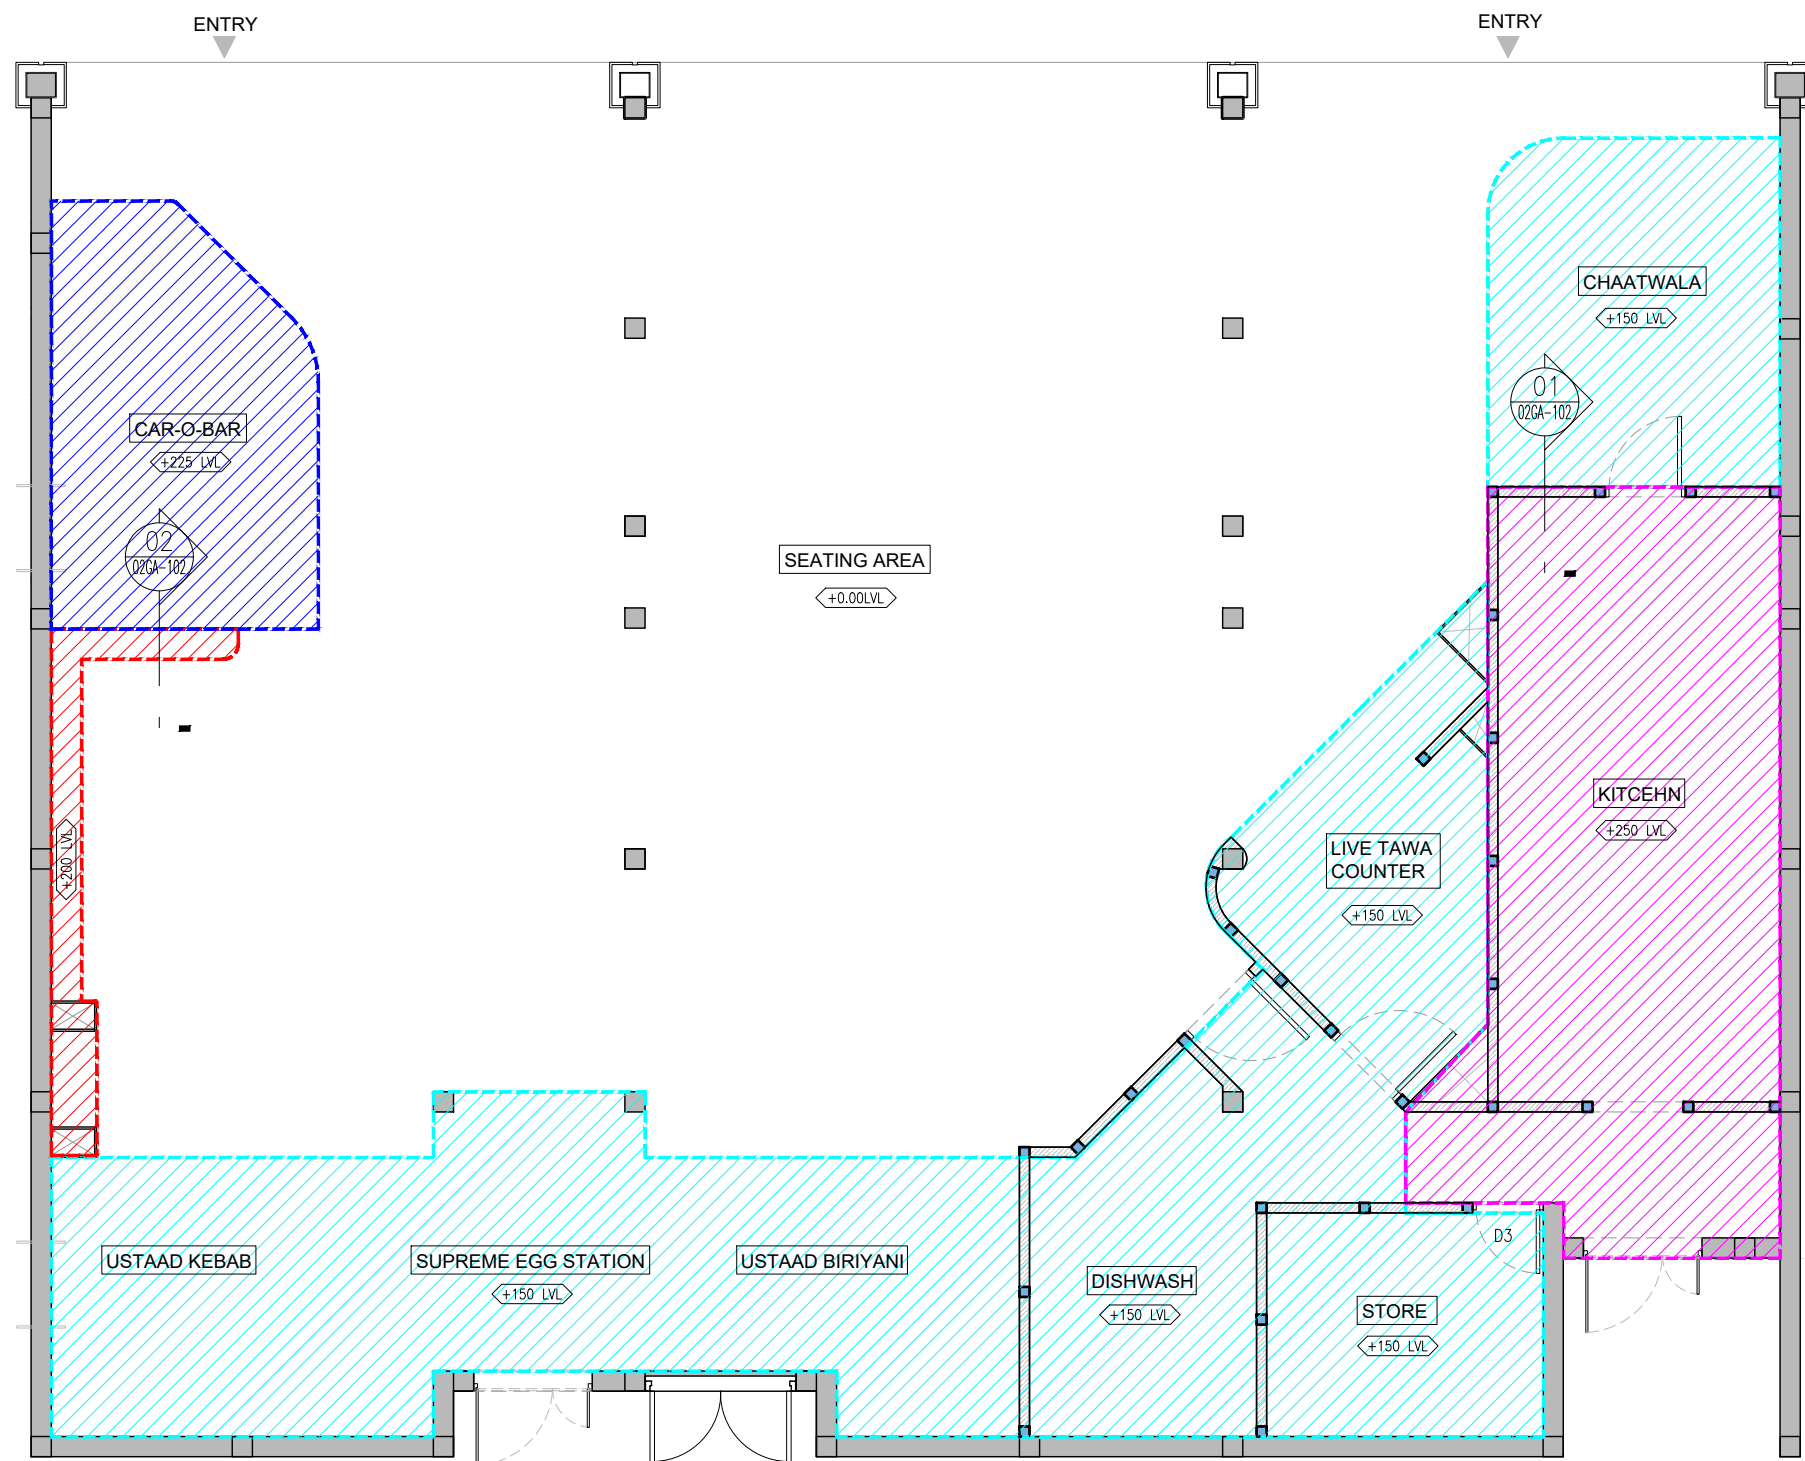 ENTRY
ENTRY
CHAATWALA
+150 LVL
01
02GA-102
CAR-O-BAR
+225 LVL
02
02GA-102
SEATING AREA
+0.00LVL
KITCEHN
+250 LVL
+200 LVL
LIVE TAWA
COUNTER
+150 LVL
USTAAD KEBAB
SUPREME EGG STATION
+150 LVL
USTAAD BIRIYANI
DISHWASH
+150 LVL
D3
STORE
+150 LVL